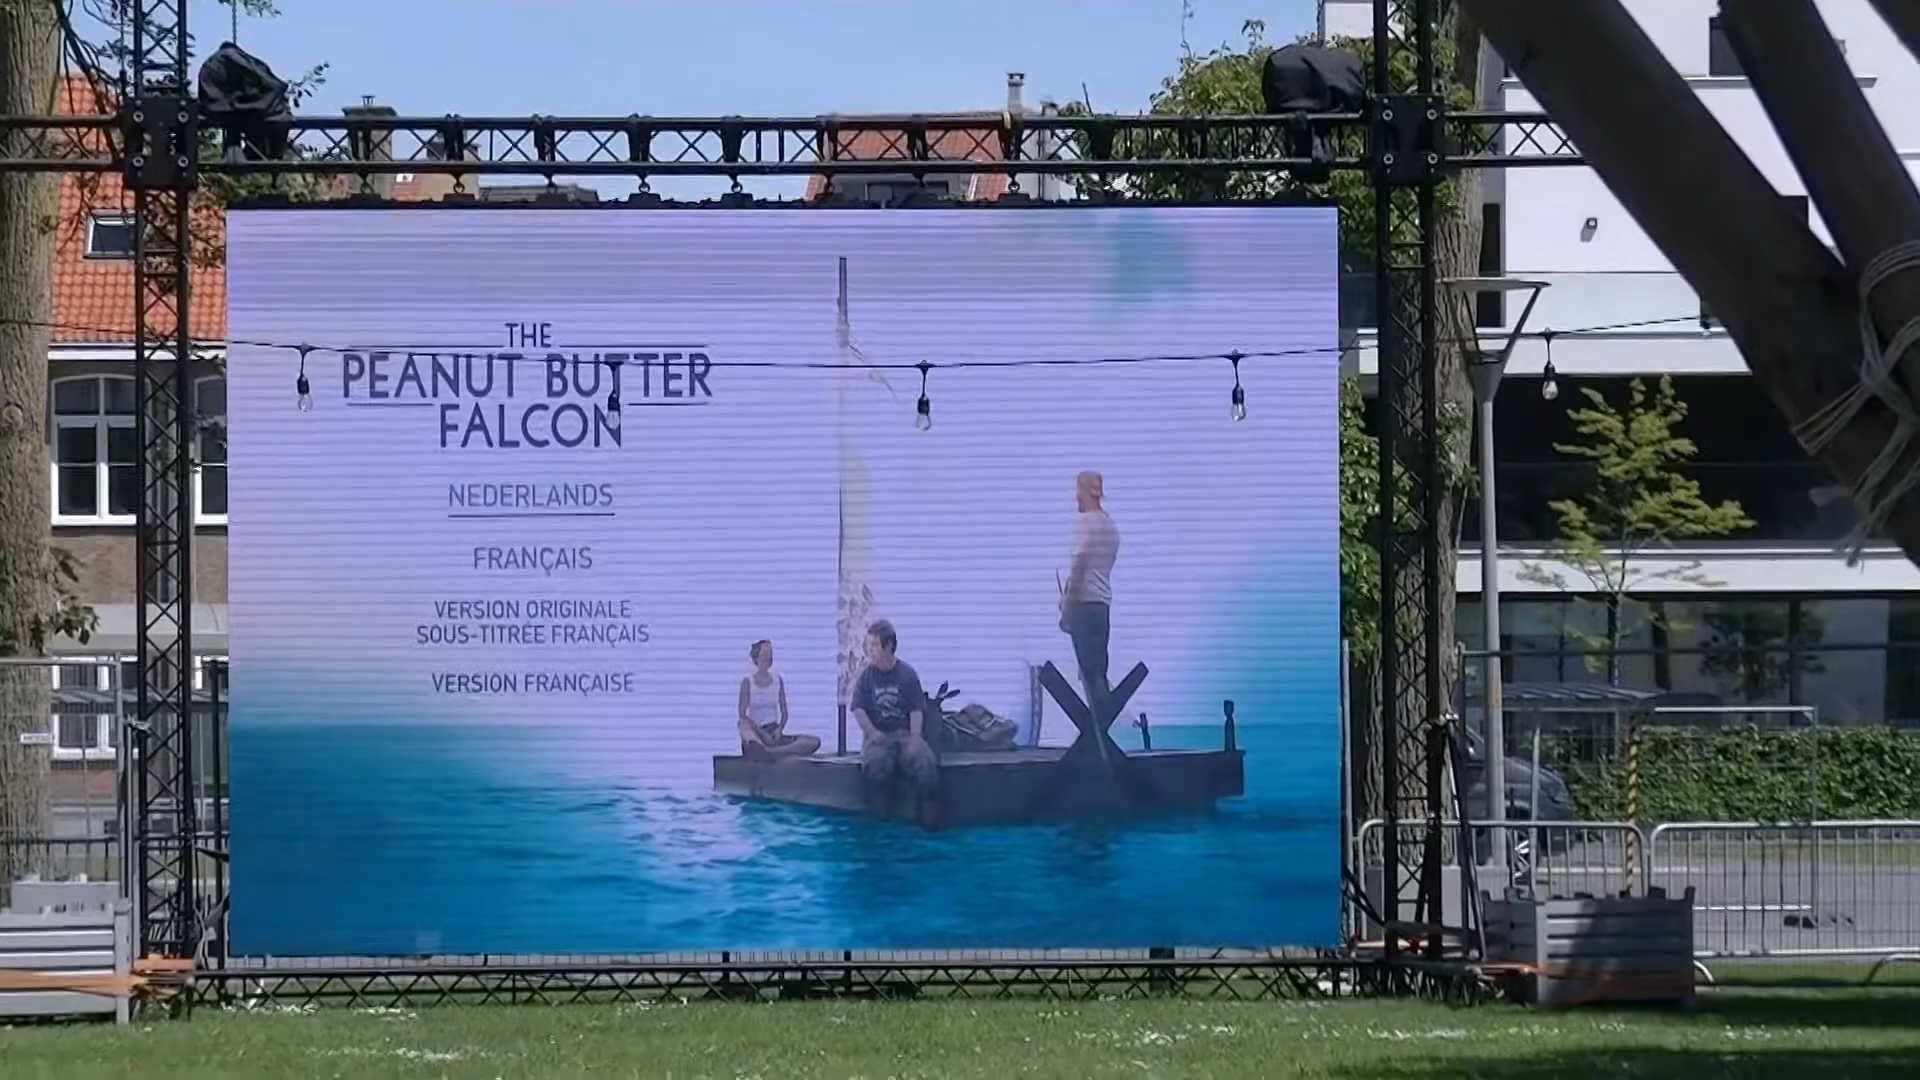 THE
PEANUT BUTTER
FALCON
NEDERLANDS
FRANÇAIS
VERSION ORIGINALE
SOUS-TITRÉE FRANÇAIS
VERSION FRANÇAISE